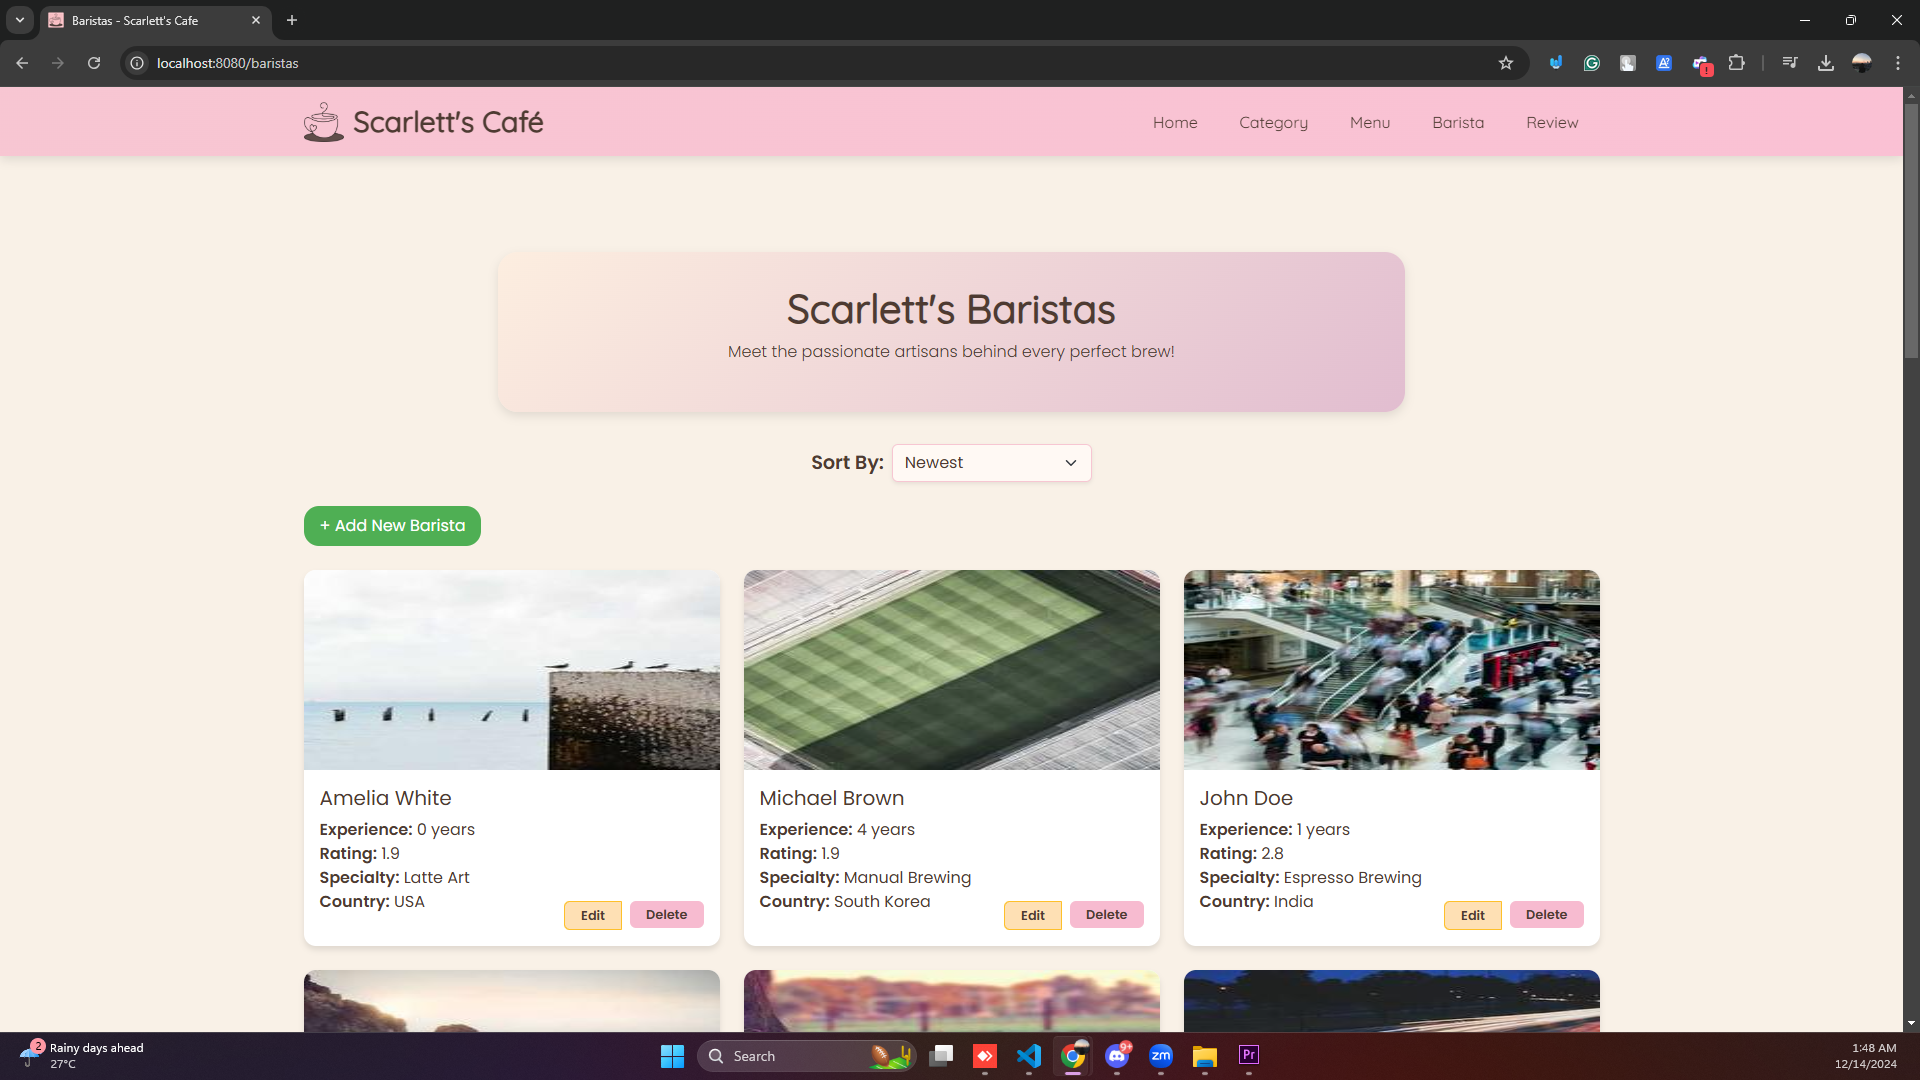 Baristas - Scarlett's Cafe
localhost:8080/baristas
Scarlett's Café
Home Category Menu Barista Review
Scarlett's Baristas
Meet the passionate artisans behind every perfect brew!
Sort By: Newest
+ Add New Barista
Amelia White
Experience: 0 years
Rating: 1.9
Specialty: Latte Art
Country: USA
Edit Delete
Michael Brown
Experience: 4 years
Rating: 1.9
Specialty: Manual Brewing
Country: South Korea
Edit Delete
John Doe
Experience: 1 years
Rating: 2.8
Specialty: Espresso Brewing
Country: India
Edit Delete
2
Rainy days ahead
27°C
Search
9+
zm
Pr
1:48 AM
12/14/2024